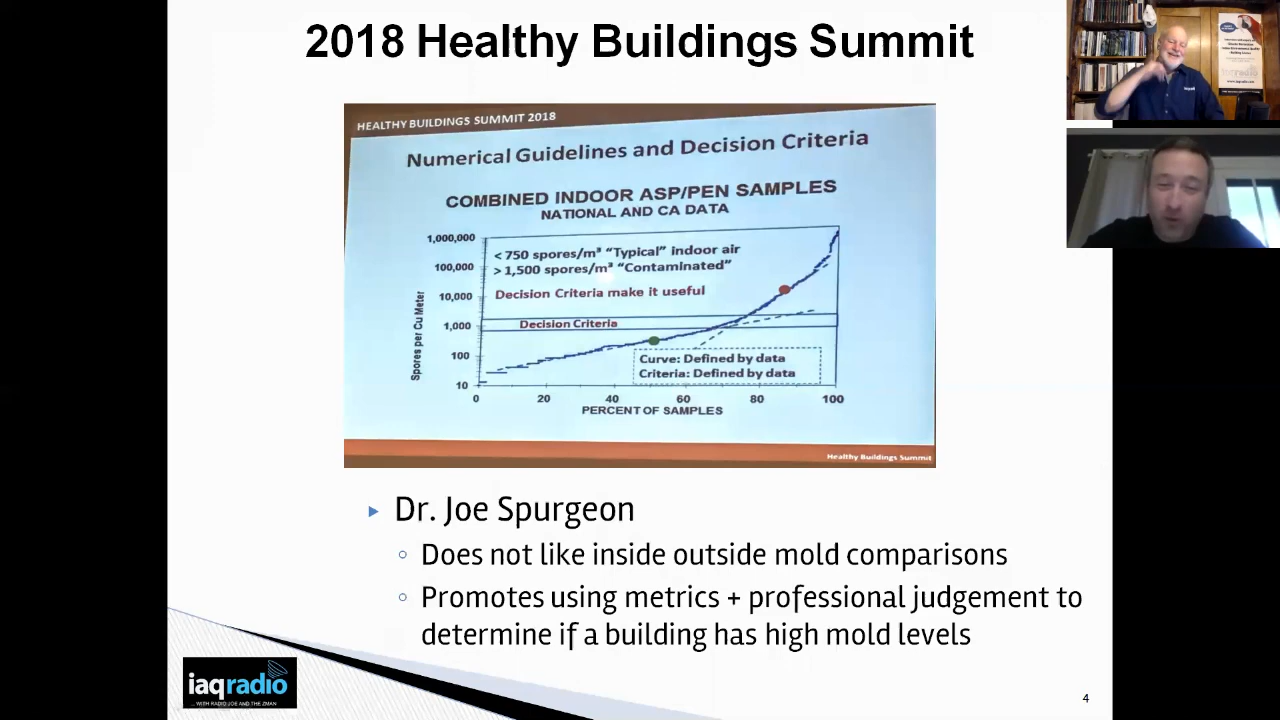 2018 Healthy Buildings Summit
HEALTHY BUILDINGS SUMMIT 2018
Numerical Guidelines and Decision Criteria
COMBINED INDOOR ASP/PEN SAMPLES
NATIONAL AND CA DATA
1,000,000
100,000
10,000
1,000
100
10
Spores per Cu Meter
< 750 spores/m³ “Typical” indoor air
> 1,500 spores/m³ “Contaminated”
Decision Criteria make it useful
Decision Criteria
Curve: Defined by data
Criteria: Defined by data
0 20 40 60 80 100
PERCENT OF SAMPLES
Healthy Buildings Summit
Dr. Joe Spurgeon
Does not like inside outside mold comparisons
Promotes using metrics + professional judgement to
determine if a building has high mold levels
iaqradio
... WITH RADIO JOE AND THE ZMAN
4